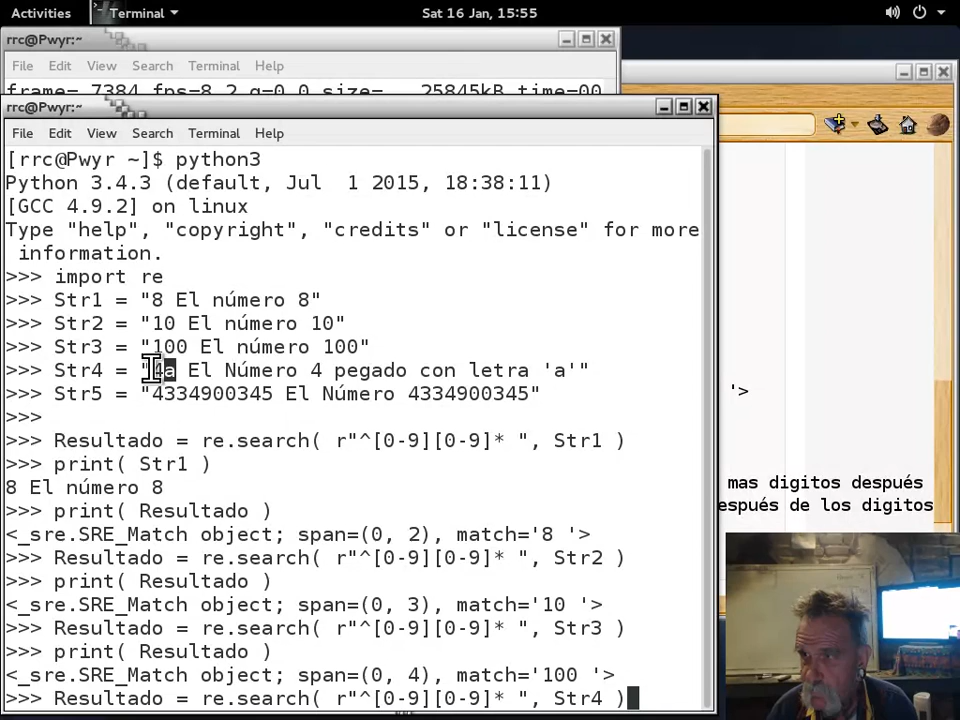 Activities Terminal Sat 16 Jan, 15:55
rrc@Pwyr:~
File Edit View Search Terminal Help
frame= 7384 fps=8.2 q=0.0 size= 25845kB time=00
rrc@Pwyr:~
File Edit View Search Terminal Help
[rrc@Pwyr ~]$ python3
Python 3.4.3 (default, Jul  1 2015, 18:38:11)
[GCC 4.9.2] on linux
Type "help", "copyright", "credits" or "license" for more
 information.
>>> import re
>>> Str1 = "8 El número 8"
>>> Str2 = "10 El número 10"
>>> Str3 = "100 El número 100"
>>> Str4 = "4a El Número 4 pegado con letra 'a'"
>>> Str5 = "4334900345 El Número 4334900345"
>>>
>>> Resultado = re.search( r"^[0-9][0-9]* ", Str1 )
>>> print( Str1 )
8 El número 8
>>> print( Resultado )
<_sre.SRE_Match object; span=(0, 2), match='8 '>
>>> Resultado = re.search( r"^[0-9][0-9]* ", Str2 )
>>> print( Resultado )
<_sre.SRE_Match object; span=(0, 3), match='10 '>
>>> Resultado = re.search( r"^[0-9][0-9]* ", Str3 )
>>> print( Resultado )
<_sre.SRE_Match object; span=(0, 4), match='100 '>
>>> Resultado = re.search( r"^[0-9][0-9]* ", Str4 )
'>
mas digitos después
espués de los digitos